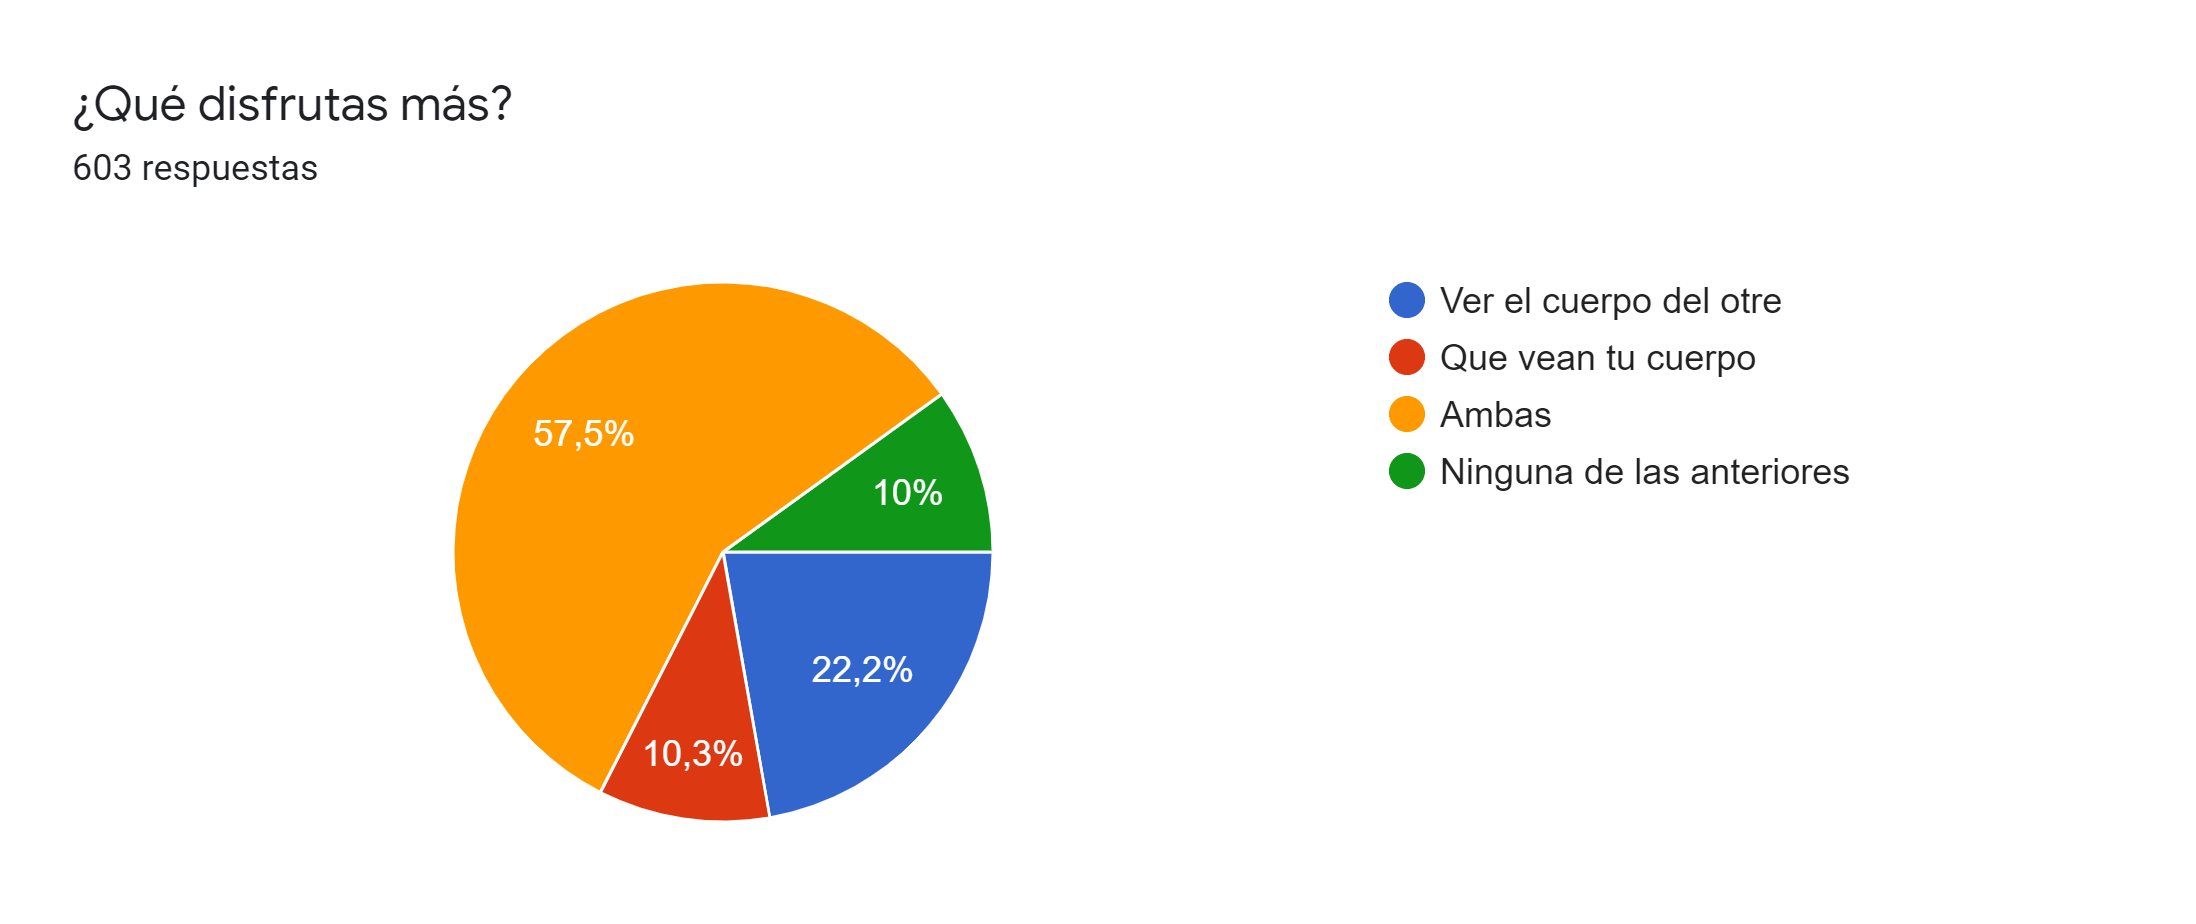 ¿Qué disfrutas más?
603 respuestas
57,5%
10%
22,2%
10,3%
Ver el cuerpo del otre
Que vean tu cuerpo
Ambas
Ninguna de las anteriores